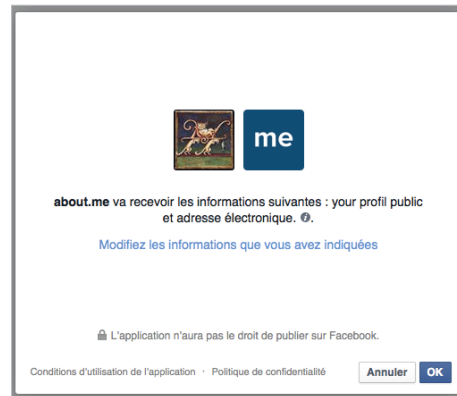 me
about.me va recevoir les informations suivantes : your profil public
et adresse électronique. .
Modifiez les informations que vous avez indiquées
L'application n'aura pas le droit de publier sur Facebook.
Conditions d'utilisation de l'application · Politique de confidentialité Annuler OK